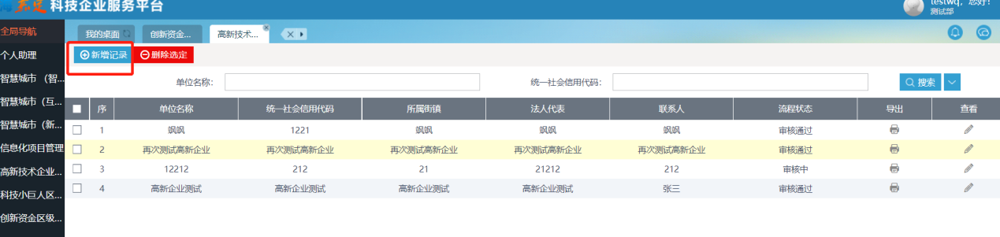 科技企业服务平台
testwq, 您好!
测试部
全局导航
我的桌面
创新资金...
高新技术...
个人助理
新增记录
删除选定
智慧城市 (智...
单位名称:
统一社会信用代码:
搜索
智慧城市 (互...
序
单位名称
统一社会信用代码
所属街镇
法人代表
联系人
流程状态
导出
查看
智慧城市 (新...
1
飒飒
1221
飒飒
飒飒
飒飒
审核通过
信息化项目管理
2
再次测试高新企业
再次测试高新企业
再次测试高新企业
再次测试高新企业
再次测试高新企业
审核通过
高新技术企业...
3
12212
212
21
21212
212
审核中
科技小巨人区...
4
高新企业测试
高新企业测试
高新企业测试
高新企业测试
张三
审核通过
创新资金区级...